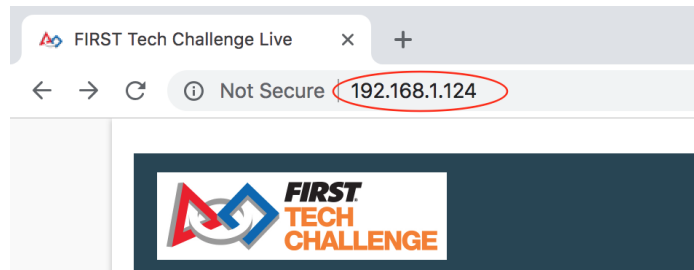 FIRST Tech Challenge Live
Not Secure 192.168.1.124
FIRST
TECH
CHALLENGE